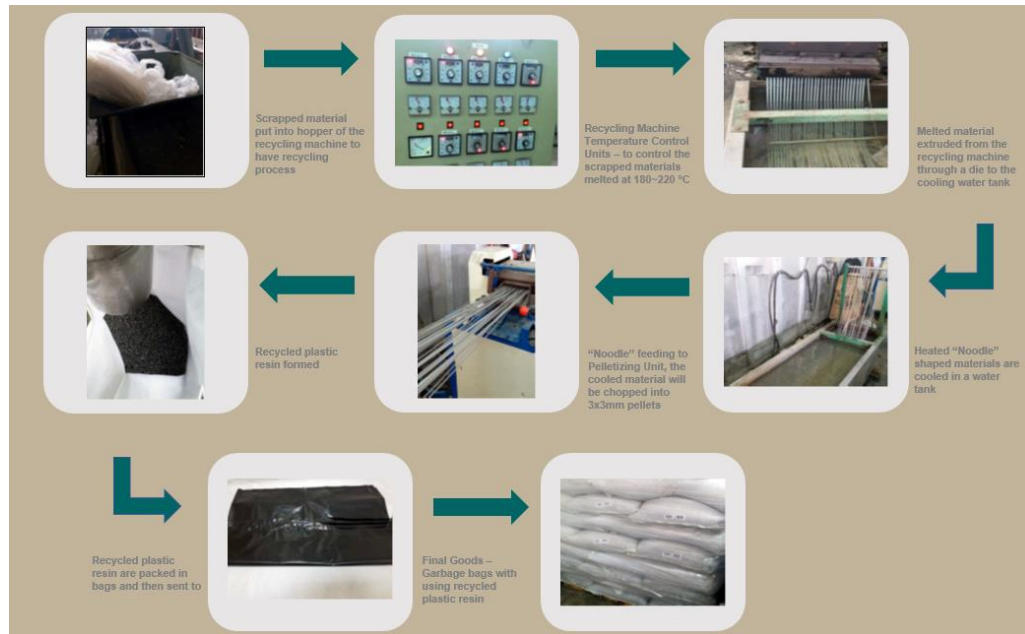 Scrapped material
put into hopper of the
recycling machine to
have recycling
process
Recycling Machine
Temperature Control
Units – to control the
scrapped materials
melted at 180~220 °C
Melted material
extruded from the
recycling machine
through a die to the
cooling water tank
Heated “Noodle”
shaped materials are
cooled in a water
tank
“Noodle” feeding to
Pelletizing Unit, the
cooled material will
be chopped into
3x3mm pellets
Recycled plastic
resin formed
Recycled plastic
resin are packed in
bags and then sent to
Final Goods –
Garbage bags with
using recycled
plastic resin